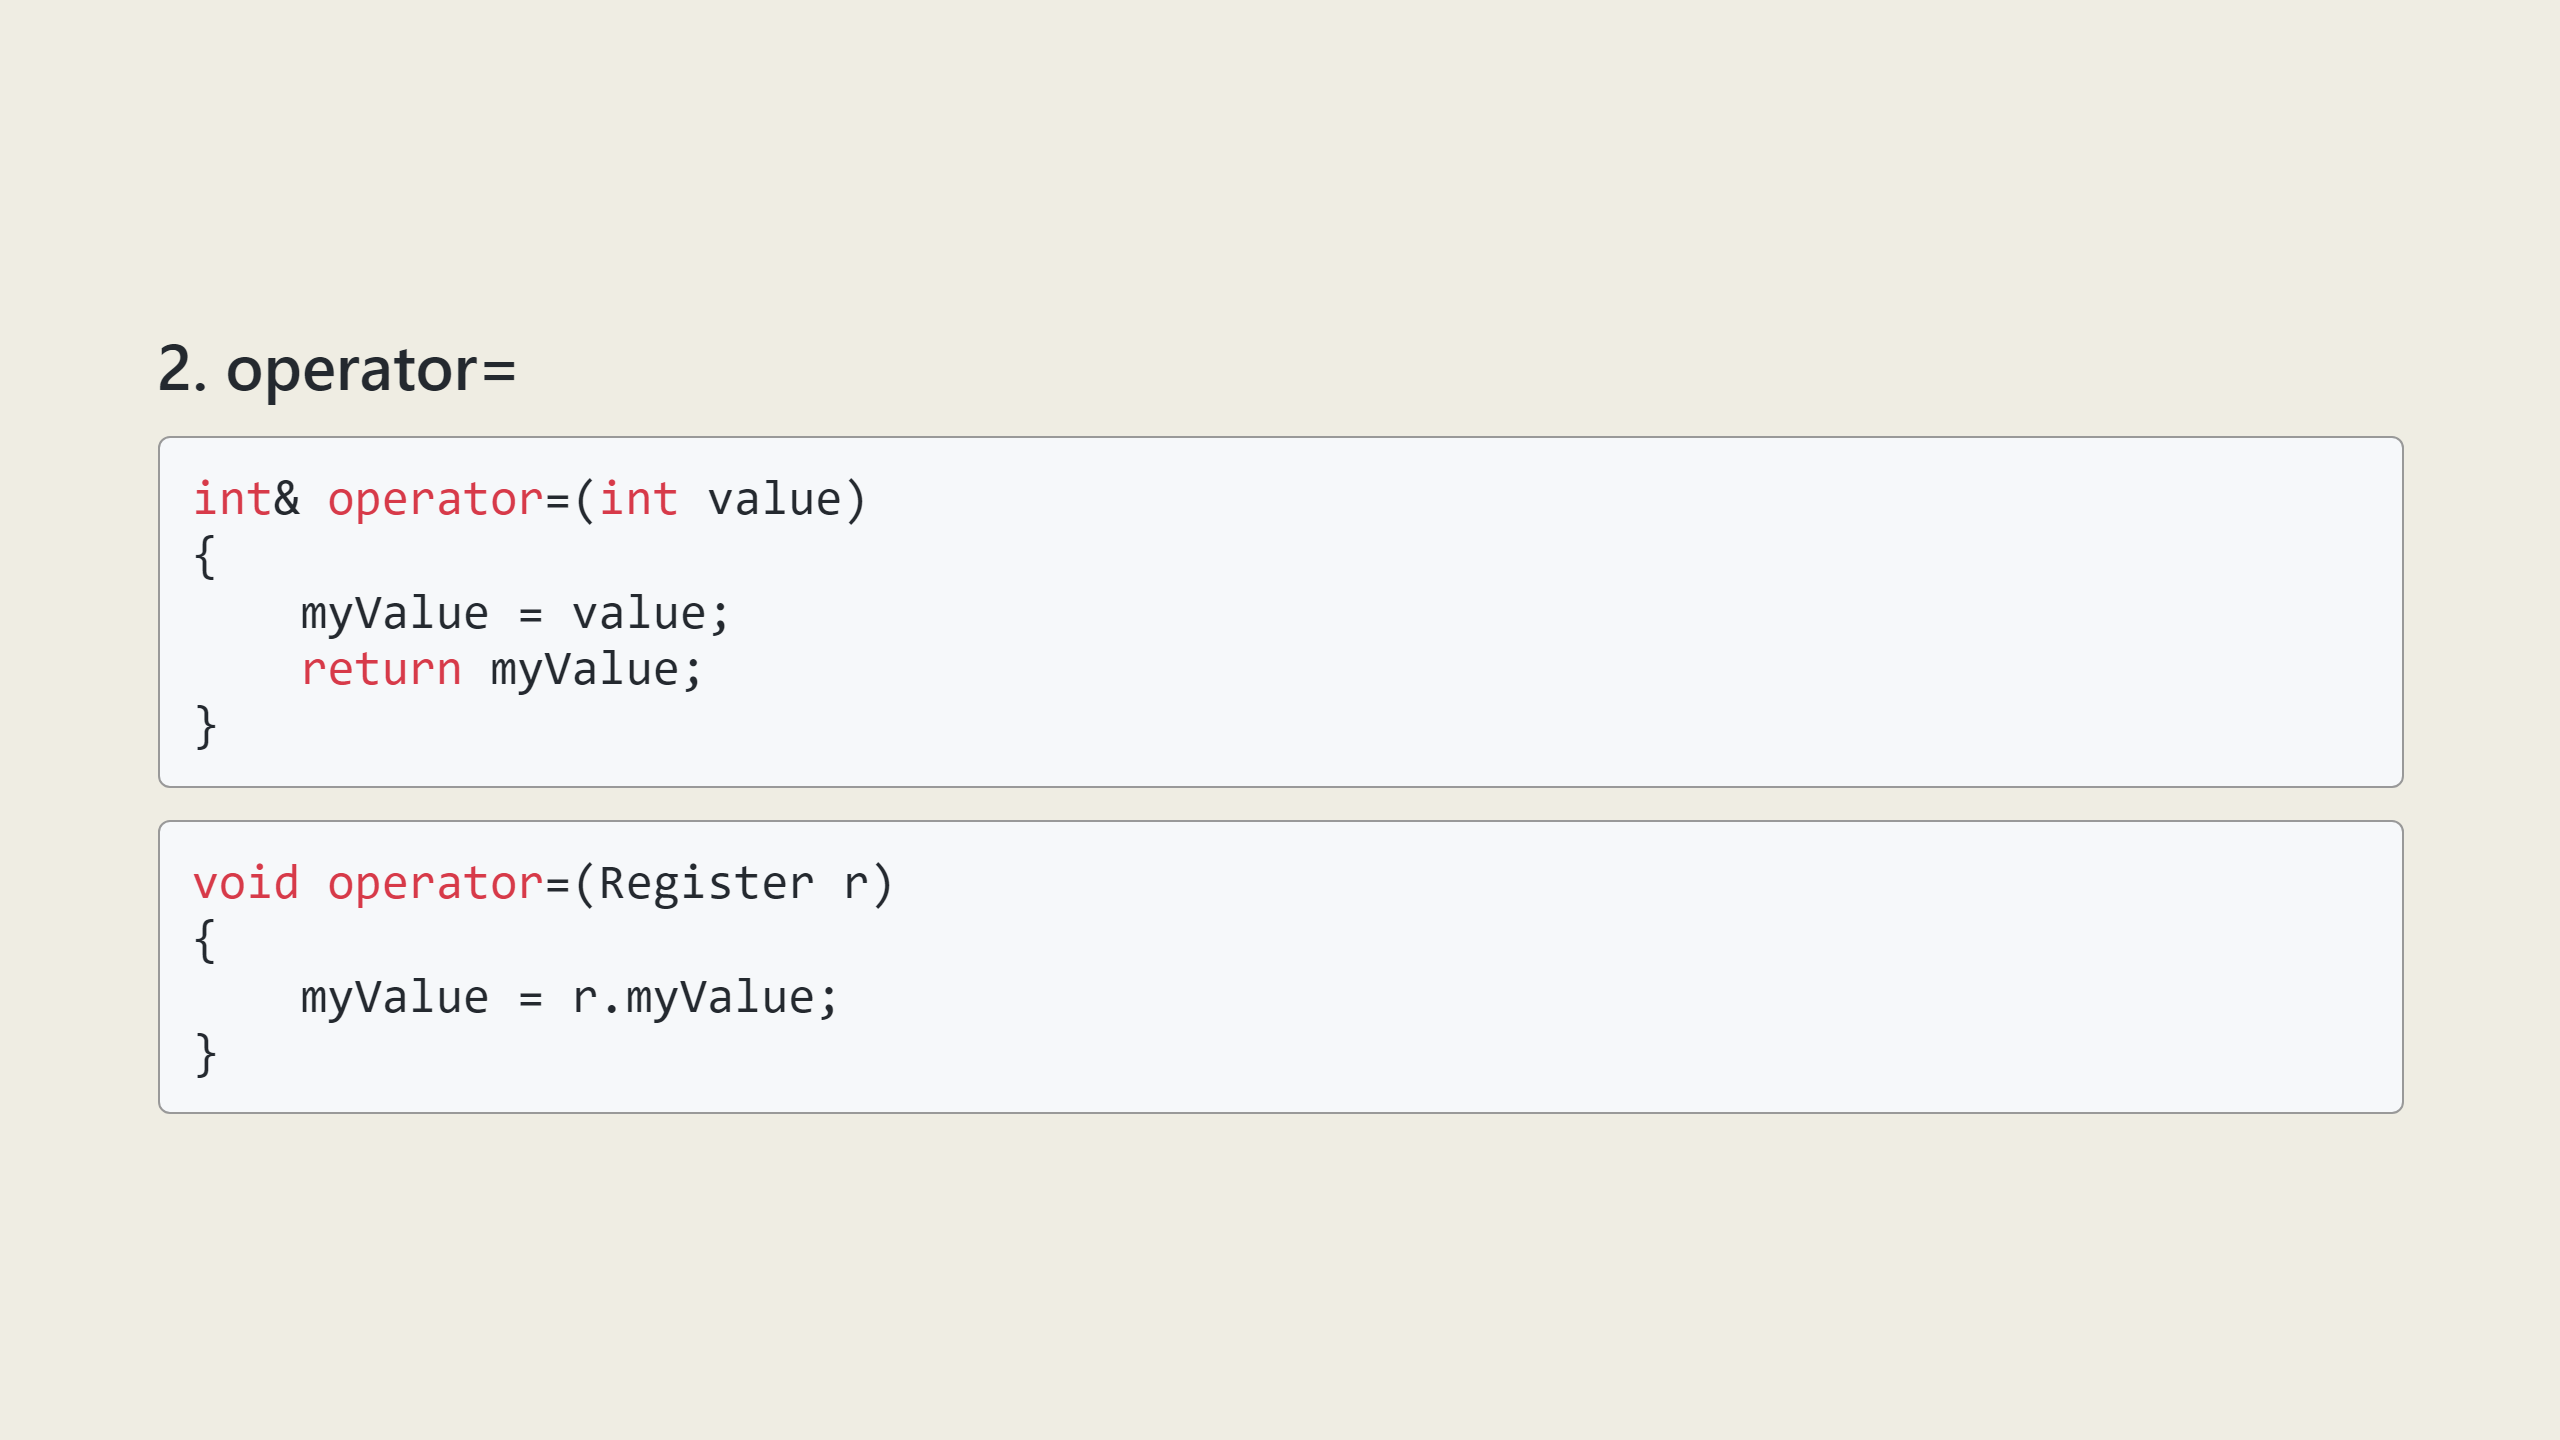 2. operator=
int& operator=(int value)
{
    myValue = value;
    return myValue;
}
void operator=(Register r)
{
    myValue = r.myValue;
}